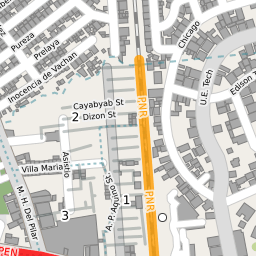 Pureza
Prelaya
Inocencia de Vachan
Chicago
U.E. Tech
Edison T
Cayabyab St
2 Dizon St
PNR
Villa Maria
Asistio
M. H. Del Pilar
A. P. Aquino St.
PNR
1
3
PEN